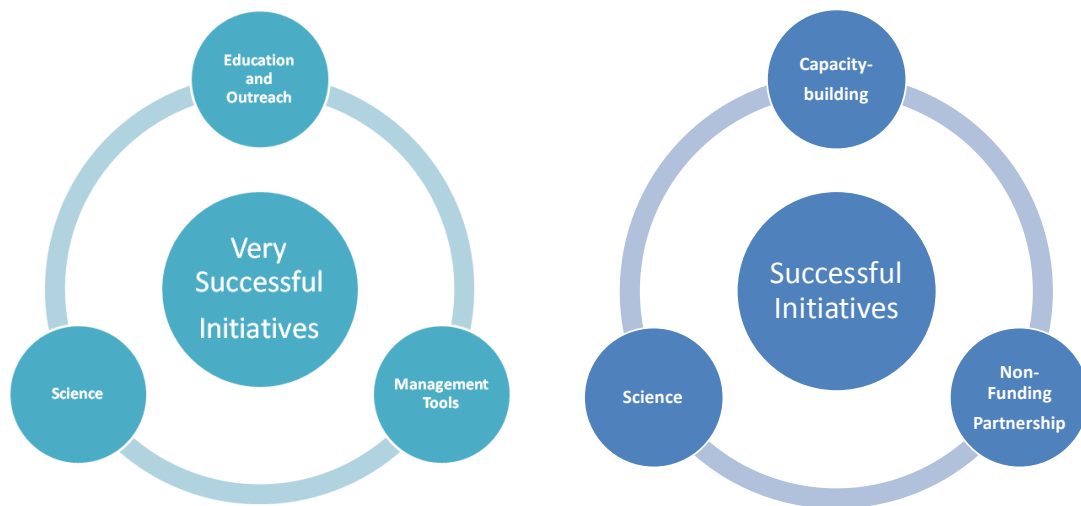 Education
and
Outreach
Very
Successful
Initiatives
Science
Management
Tools
Capacity-
building
Successful
Initiatives
Science
Non-
Funding
Partnership